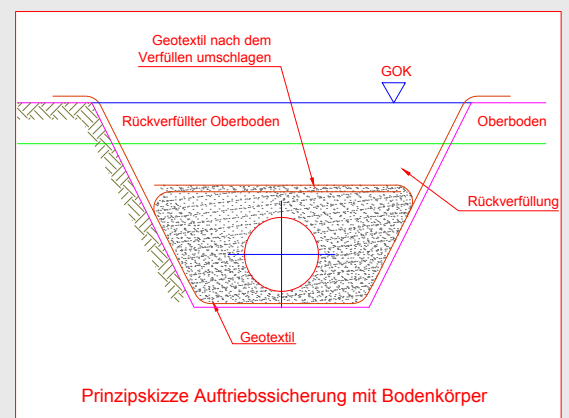 Geotextil nach dem
Verfüllen umschlagen
GOK
Rückverfüllter Oberboden
Oberboden
Rückverfüllung
Geotextil
Prinzipskizze Auftriebssicherung mit Bodenkörper